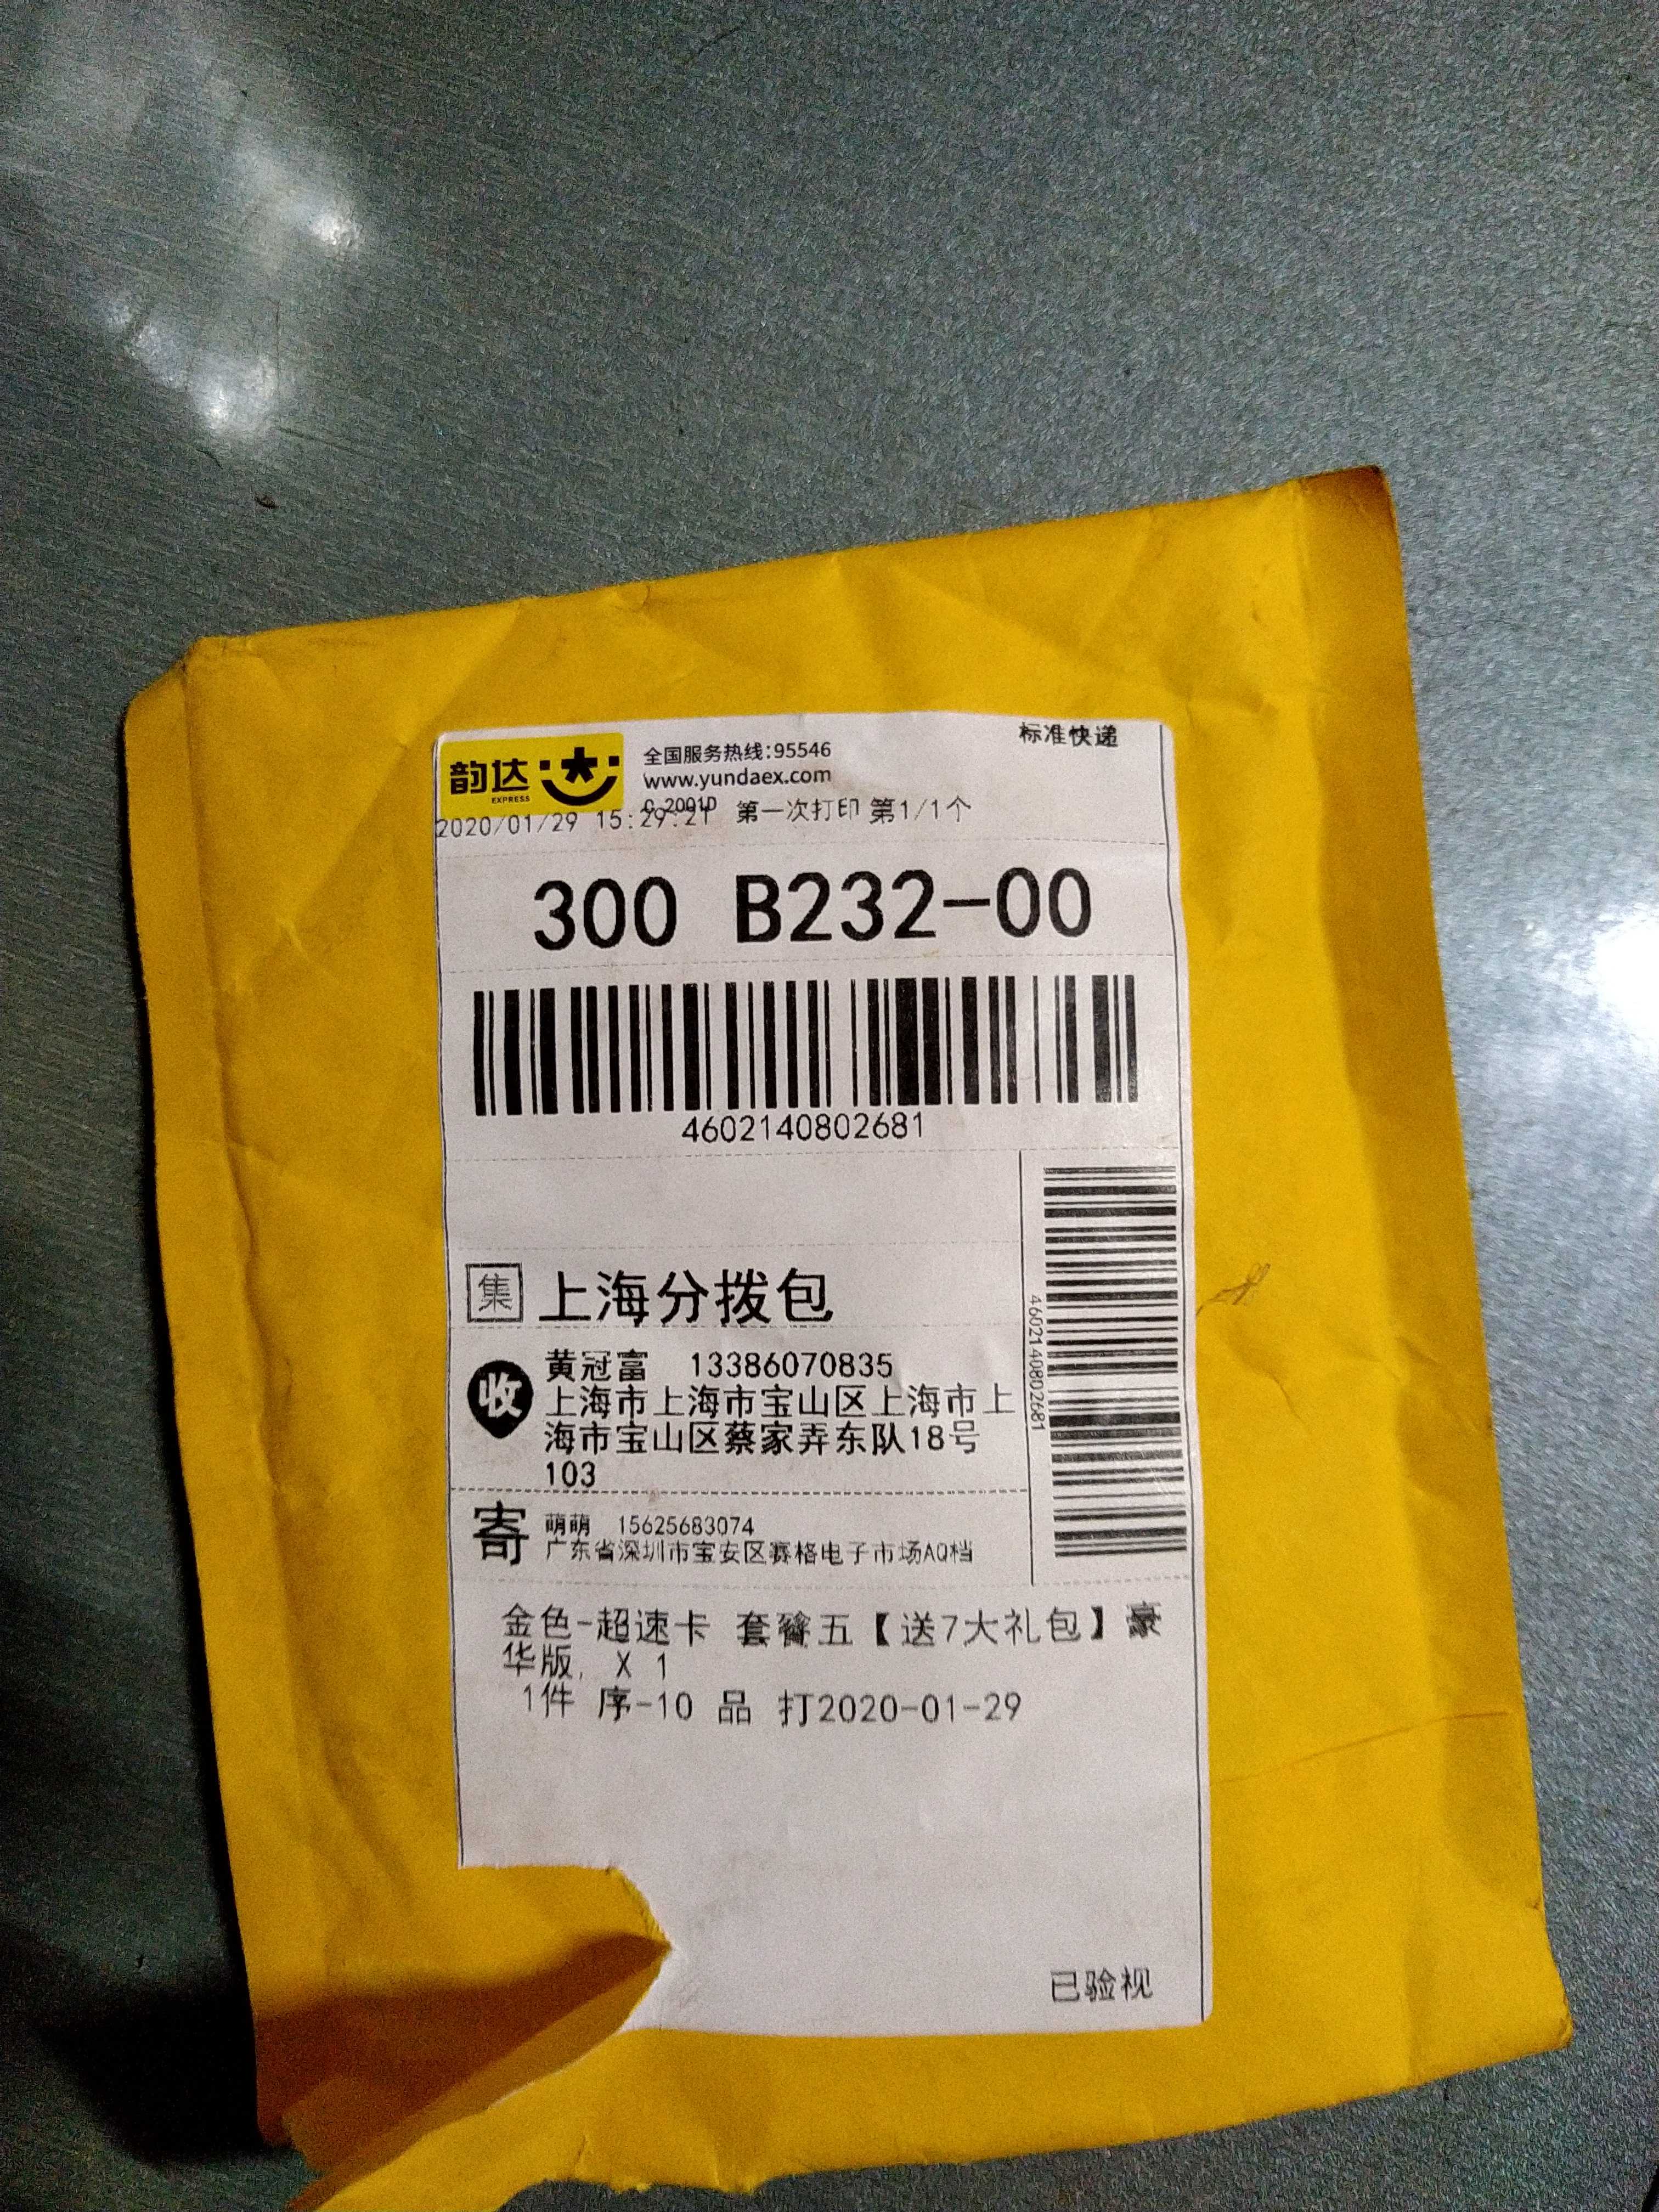 韵达
EXPRESS
全国服务热线:95546
www.yundaex.com
标准快递
C.2001D
2020/01/29 15:29:21 第一次打印 第1/1个
300 B232-00
4602140802681
集 上海分拨包
4602140802681
收
黄冠富 13386070835
上海市上海市宝山区上海市上
海市宝山区蔡家弄东队18号
103
寄
萌萌 15625683074
广东省深圳市宝安区赛格电子市场AQ档
金色-超速卡 套餐五【送7大礼包】豪
华版, X 1
1件 序-10 品 打2020-01-29
已验视